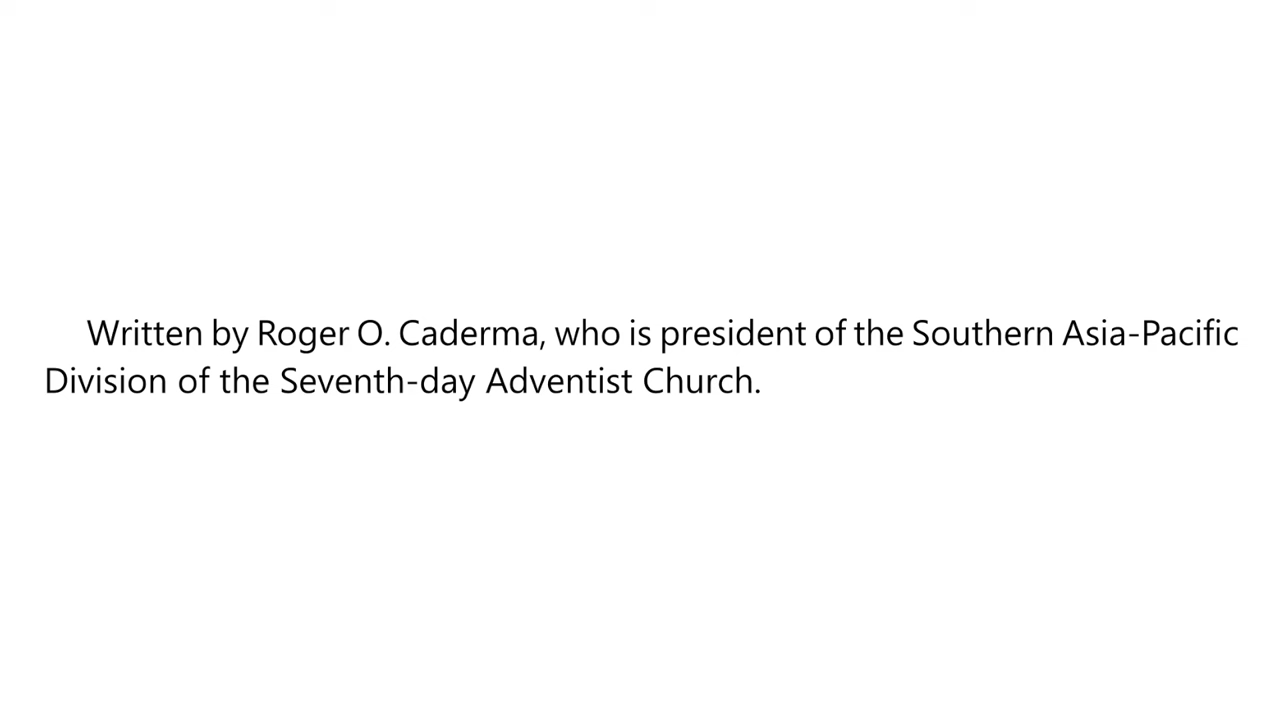 Written by Roger O. Caderma, who is president of the Southern Asia-Pacific
Division of the Seventh-day Adventist Church.